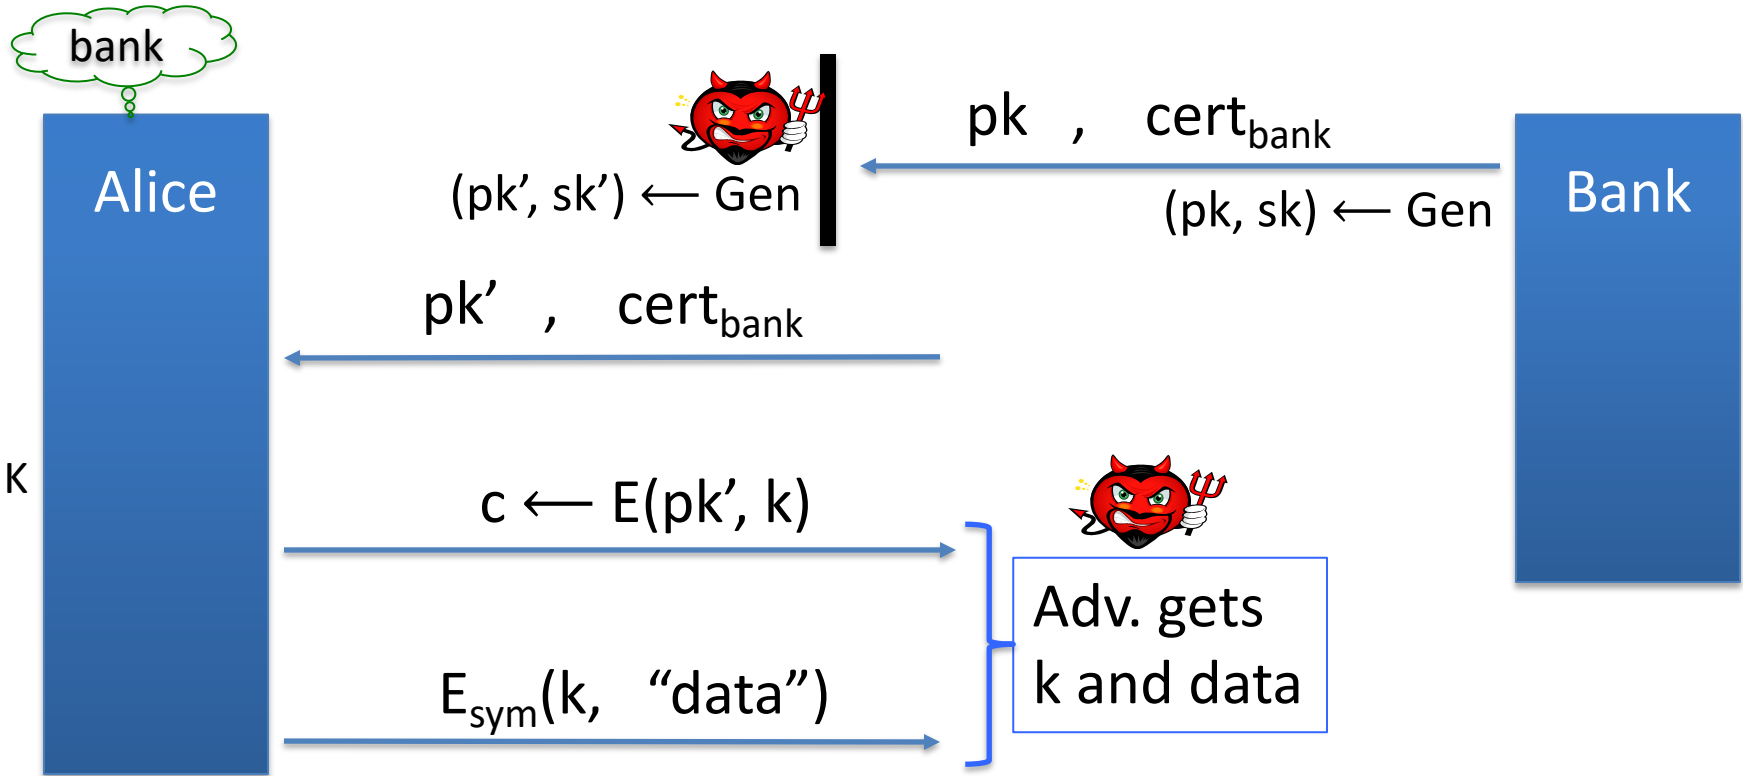 bank
Alice
pk , cert_bank
(pk, sk) ⟵ Gen
Bank
(pk’, sk’) ⟵ Gen
pk’ , cert_bank
K
c ⟵ E(pk’, k)
E_sym(k, “data”)
Adv. gets
k and data